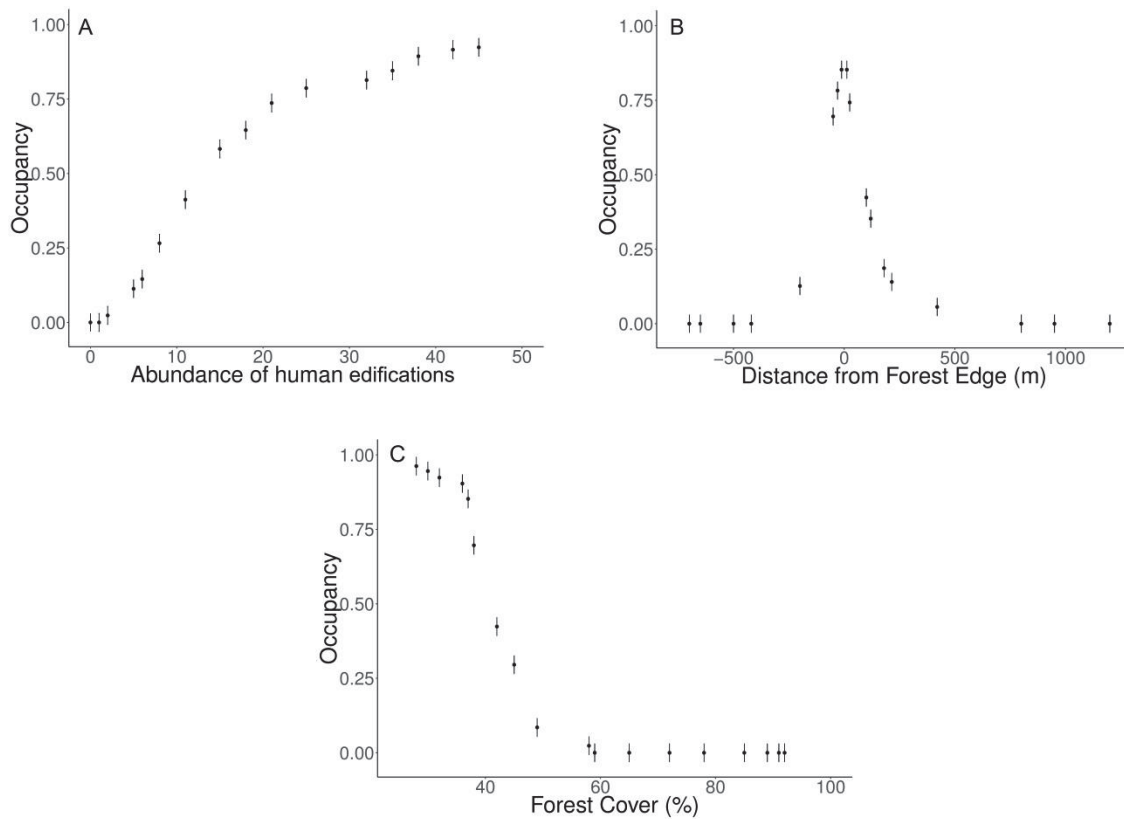 A
1.00
0.75
0.50
0.25
0.00
Occupancy
0 10 20 30 40 50
Abundance of human edifications
B
1.00
0.75
0.50
0.25
0.00
Occupancy
−500 0 500 1000
Distance from Forest Edge (m)
C
1.00
0.75
0.50
0.25
0.00
Occupancy
40 60 80 100
Forest Cover (%)